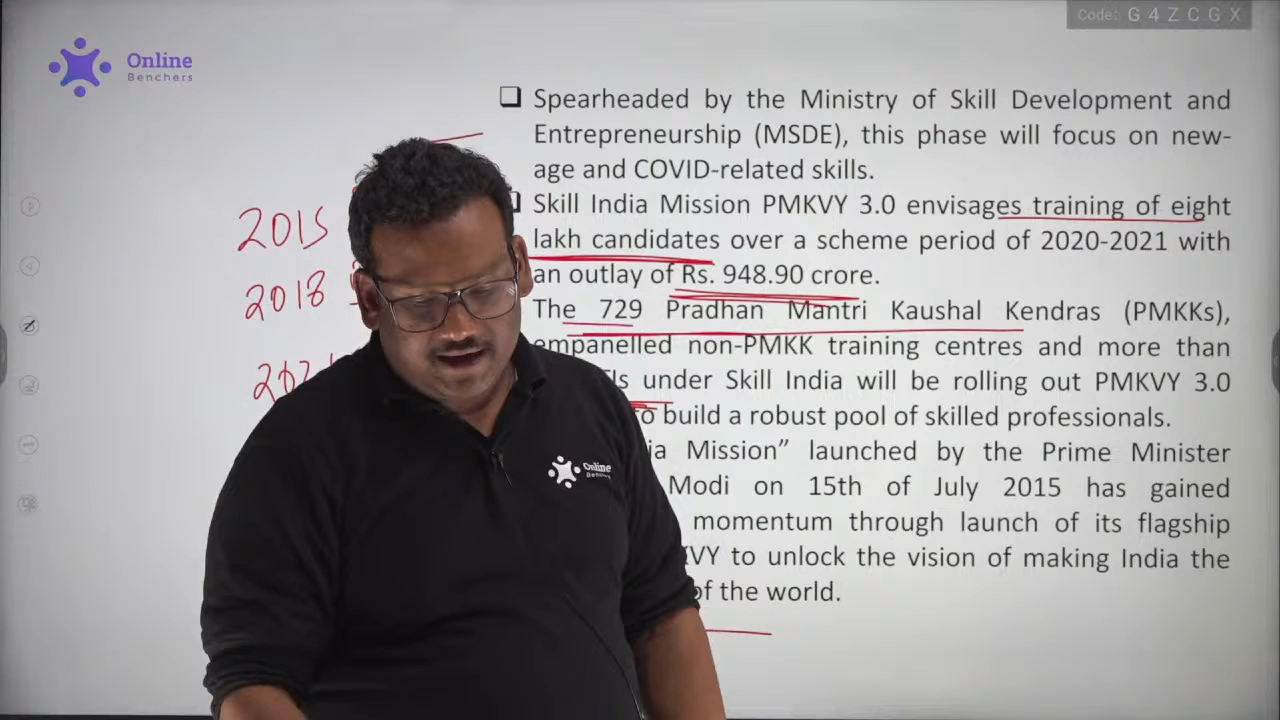 Code: G 4 Z C G X
Online
Benchers
Spearheaded by the Ministry of Skill Development and
Entrepreneurship (MSDE), this phase will focus on new-
age and COVID-related skills.
Skill India Mission PMKVY 3.0 envisages training of eight
lakh candidates over a scheme period of 2020-2021 with
an outlay of Rs. 948.90 crore.
The 729 Pradhan Mantri Kaushal Kendras (PMKKs),
empanelled non-PMKK training centres and more than
under Skill India will be rolling out PMKVY 3.0
to build a robust pool of skilled professionals.
Mission” launched by the Prime Minister
Modi on 15th of July 2015 has gained
momentum through launch of its flagship
to unlock the vision of making India the
of the world.
2015
2018
Online
Benchers